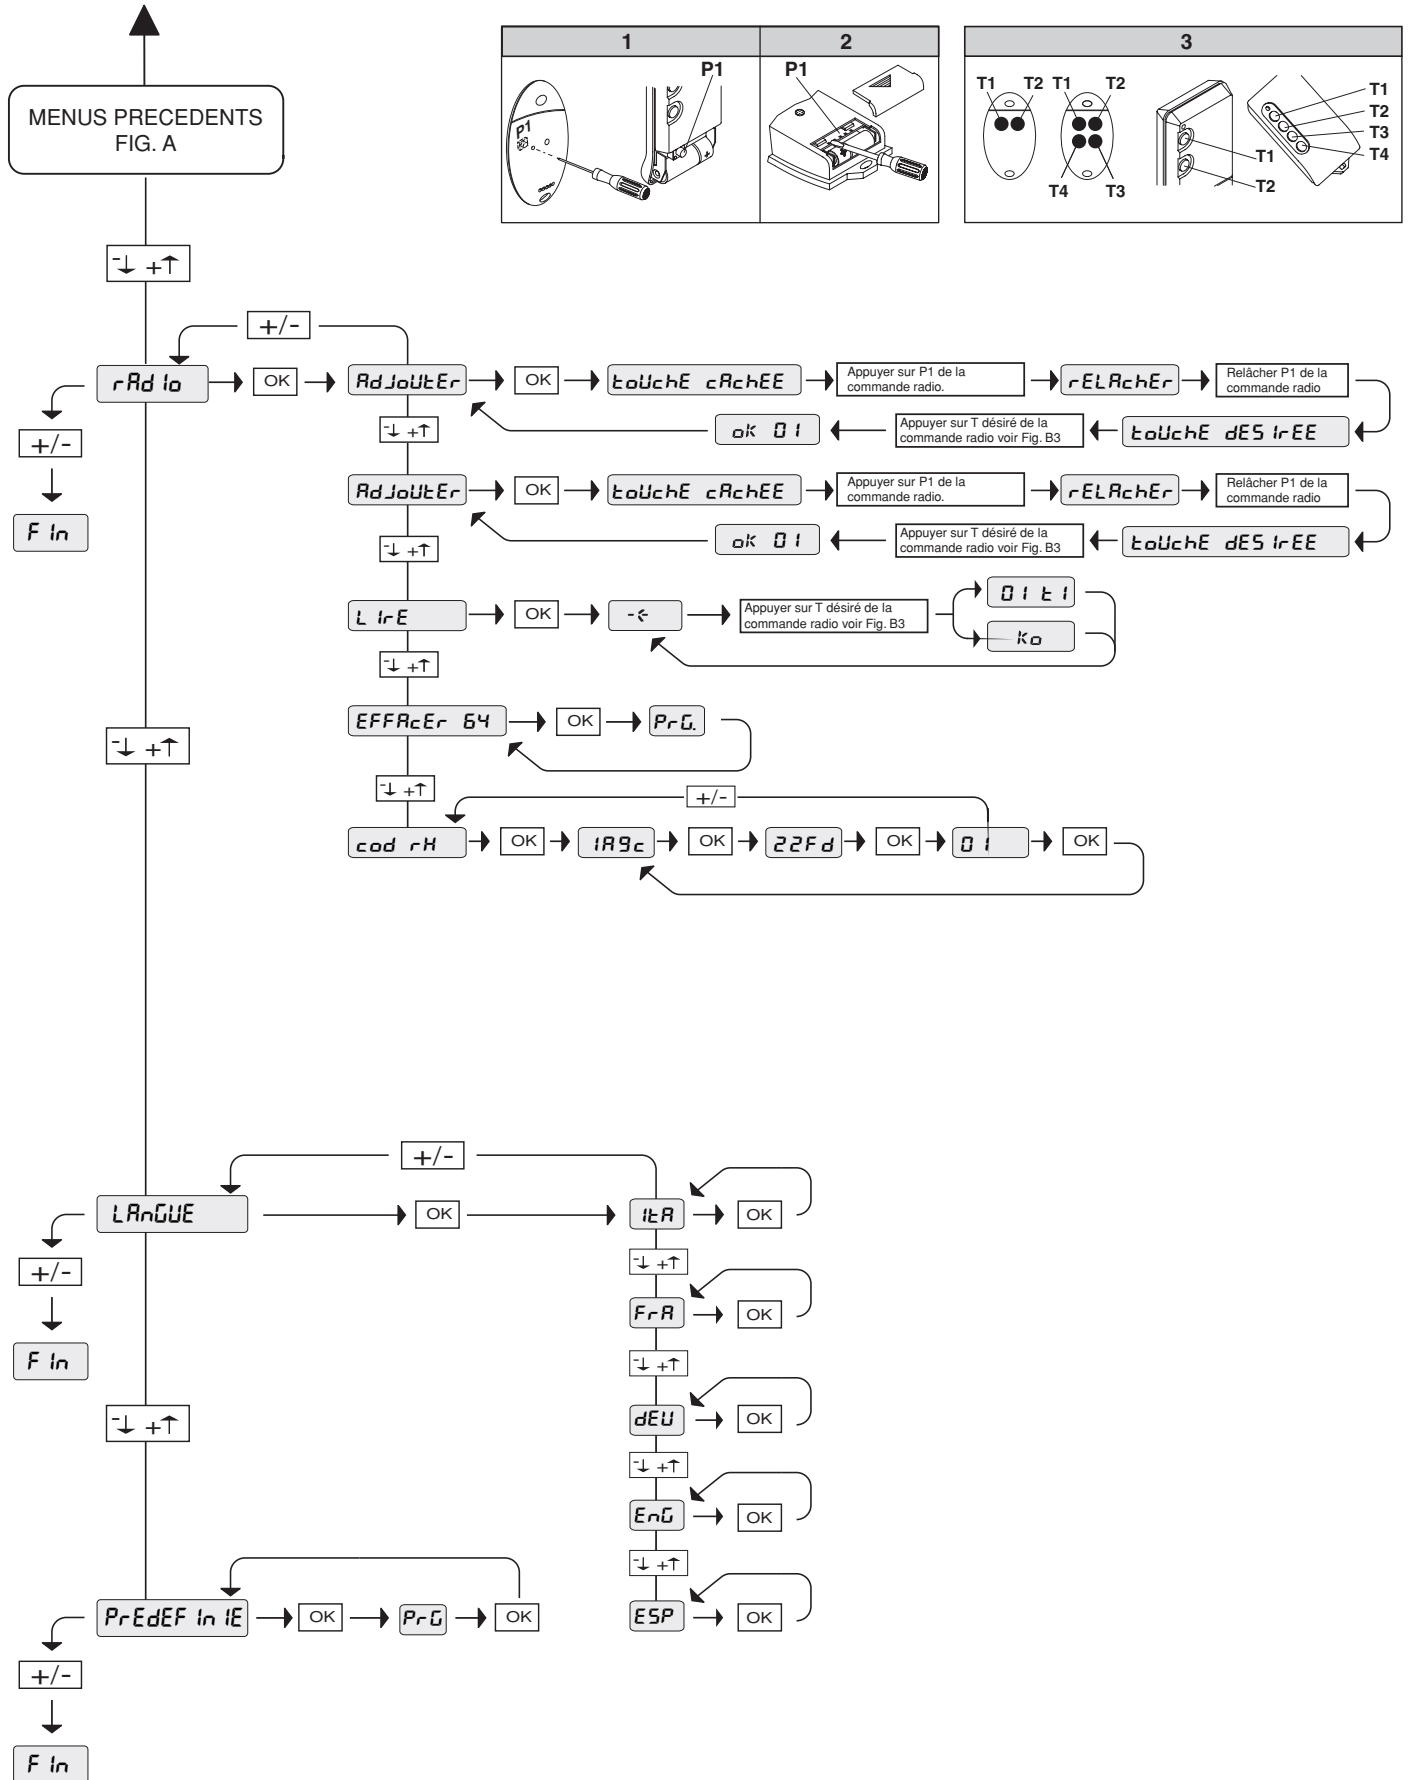 1
2
3
P1
P1
P1
T1
T2
T1
T2
T4
T3
T1
T2
T1
T2
T3
T4
MENUS PRECEDENTS
FIG. A
-↓ +↑
+/-
rAdIo
OK
AdJoUtEr
OK
toUchE cAchEE
Appuyer sur P1 de la
commande radio.
rELAchEr
Relâcher P1 de la
commande radio
+/-
-↓ +↑
oK 01
Appuyer sur T désiré de la
commande radio voir Fig. B3
toUchE dESIrEE
FIn
AdJoUtEr
OK
toUchE cAchEE
Appuyer sur P1 de la
commande radio.
rELAchEr
Relâcher P1 de la
commande radio
-↓ +↑
oK 01
Appuyer sur T désiré de la
commande radio voir Fig. B3
toUchE dESIrEE
LIrE
OK
-<-
Appuyer sur T désiré de la
commande radio voir Fig. B3
01 t1
Ko
-↓ +↑
EFFAcEr 64
OK
PrG.
-↓ +↑
-↓ +↑
+/-
cod rH
OK
1A9c
OK
22Fd
OK
01
OK
+/-
LAnGUE
OK
ItA
OK
+/-
-↓ +↑
FrA
OK
FIn
-↓ +↑
-↓ +↑
dEU
OK
-↓ +↑
EnG
OK
-↓ +↑
PrEdEFInIE
OK
PrG
OK
ESP
OK
+/-
FIn